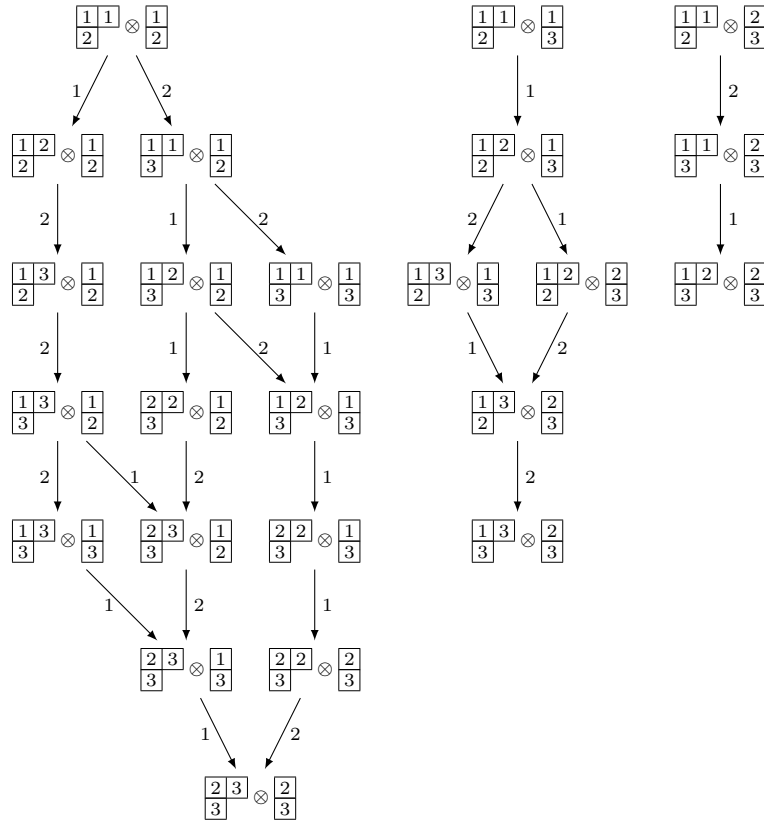 1 1 ⊗ 1 1 1 ⊗ 1 1 1 ⊗ 2
2 2 2 3 2 3
1 2 1 2
1 2 ⊗ 1 1 1 ⊗ 1 1 2 ⊗ 1 1 1 ⊗ 2
2 2 3 2 2 3 3 3
2 1 2 2 1 1
1 3 ⊗ 1 1 2 ⊗ 1 1 1 ⊗ 1 1 3 ⊗ 1 1 2 ⊗ 2 1 2 ⊗ 2
2 2 3 2 3 3 2 3 2 3 3 3
2 1 2 1 1 2
1 3 ⊗ 1 2 2 ⊗ 1 1 2 ⊗ 1 1 3 ⊗ 2
3 2 3 2 3 3 2 3
2 1 2 1 2
1 3 ⊗ 1 2 3 ⊗ 1 2 2 ⊗ 1 1 3 ⊗ 2
3 3 3 2 3 3 3 3
1 2 1
2 3 ⊗ 1 2 2 ⊗ 2
3 3 3 3
1 2
2 3 ⊗ 2
3 3